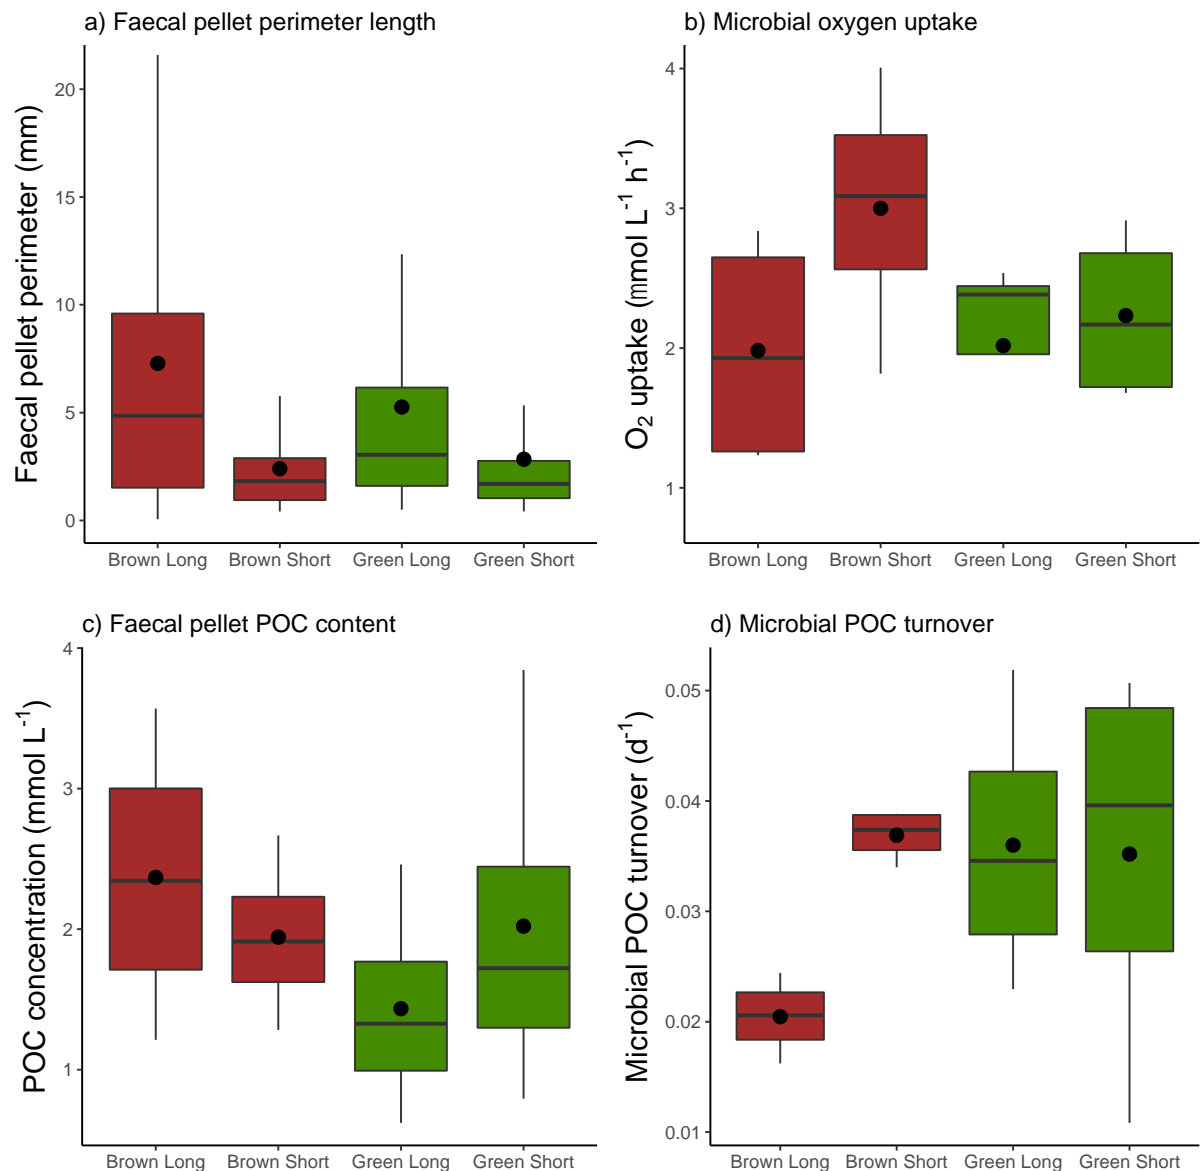 a) Faecal pellet perimeter length
Faecal pellet perimeter (mm)
20
15
10
5
0
Brown Long
Brown Short
Green Long
Green Short
b) Microbial oxygen uptake
O₂ uptake (mmol L⁻¹ h⁻¹)
4
3
2
1
Brown Long
Brown Short
Green Long
Green Short
c) Faecal pellet POC content
POC concentration (mmol L⁻¹)
4
3
2
1
Brown Long
Brown Short
Green Long
Green Short
d) Microbial POC turnover
Microbial POC turnover (d⁻¹)
0.05
0.04
0.03
0.02
0.01
Brown Long
Brown Short
Green Long
Green Short